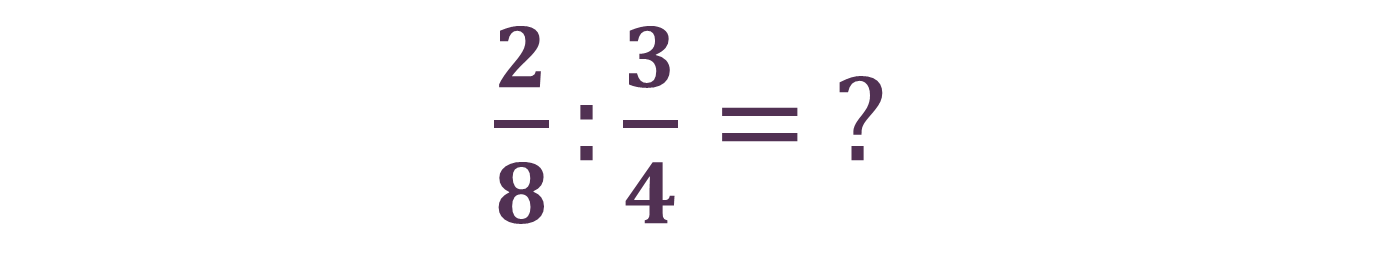 2/8 : 3/4 = ?